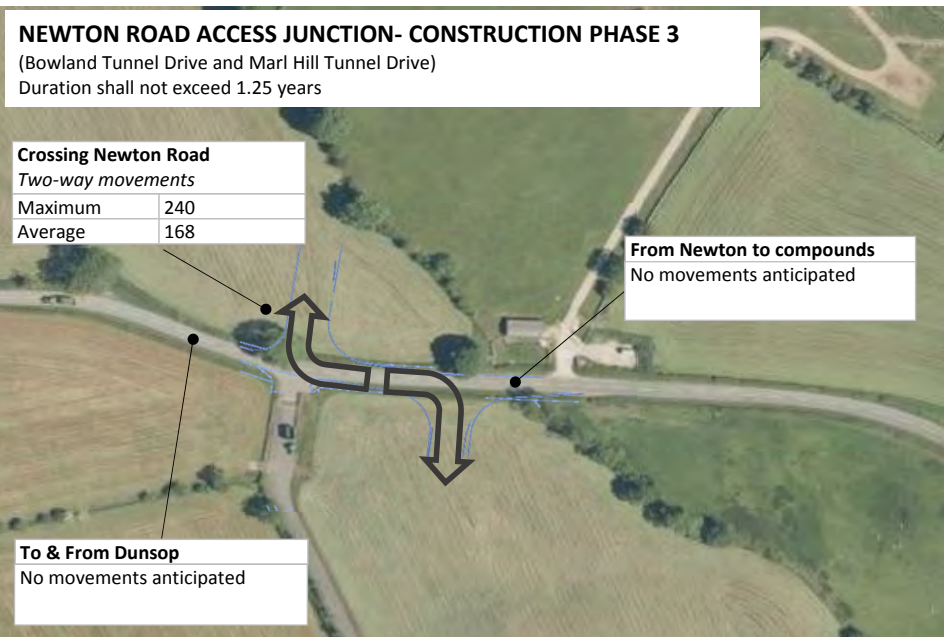 NEWTON ROAD ACCESS JUNCTION- CONSTRUCTION PHASE 3
(Bowland Tunnel Drive and Marl Hill Tunnel Drive)
Duration shall not exceed 1.25 years
Crossing Newton Road
Two-way movements
Maximum 240
Average 168
From Newton to compounds
No movements anticipated
To & From Dunsop
No movements anticipated